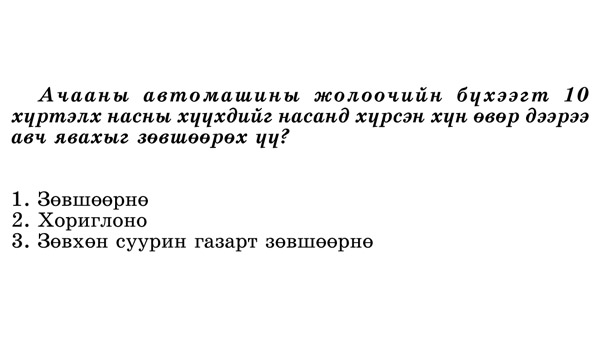 Ачааны автомашины жолоочийн бүхээгт 10
хүртэлх насны хүүхдийг насанд хүрсэн хүн өвөр дээрээ
авч явахыг зөвшөөрөх үү?
1. Зөвшөөрнө
2. Хориглоно
3. Зөвхөн суурин газарт зөвшөөрнө